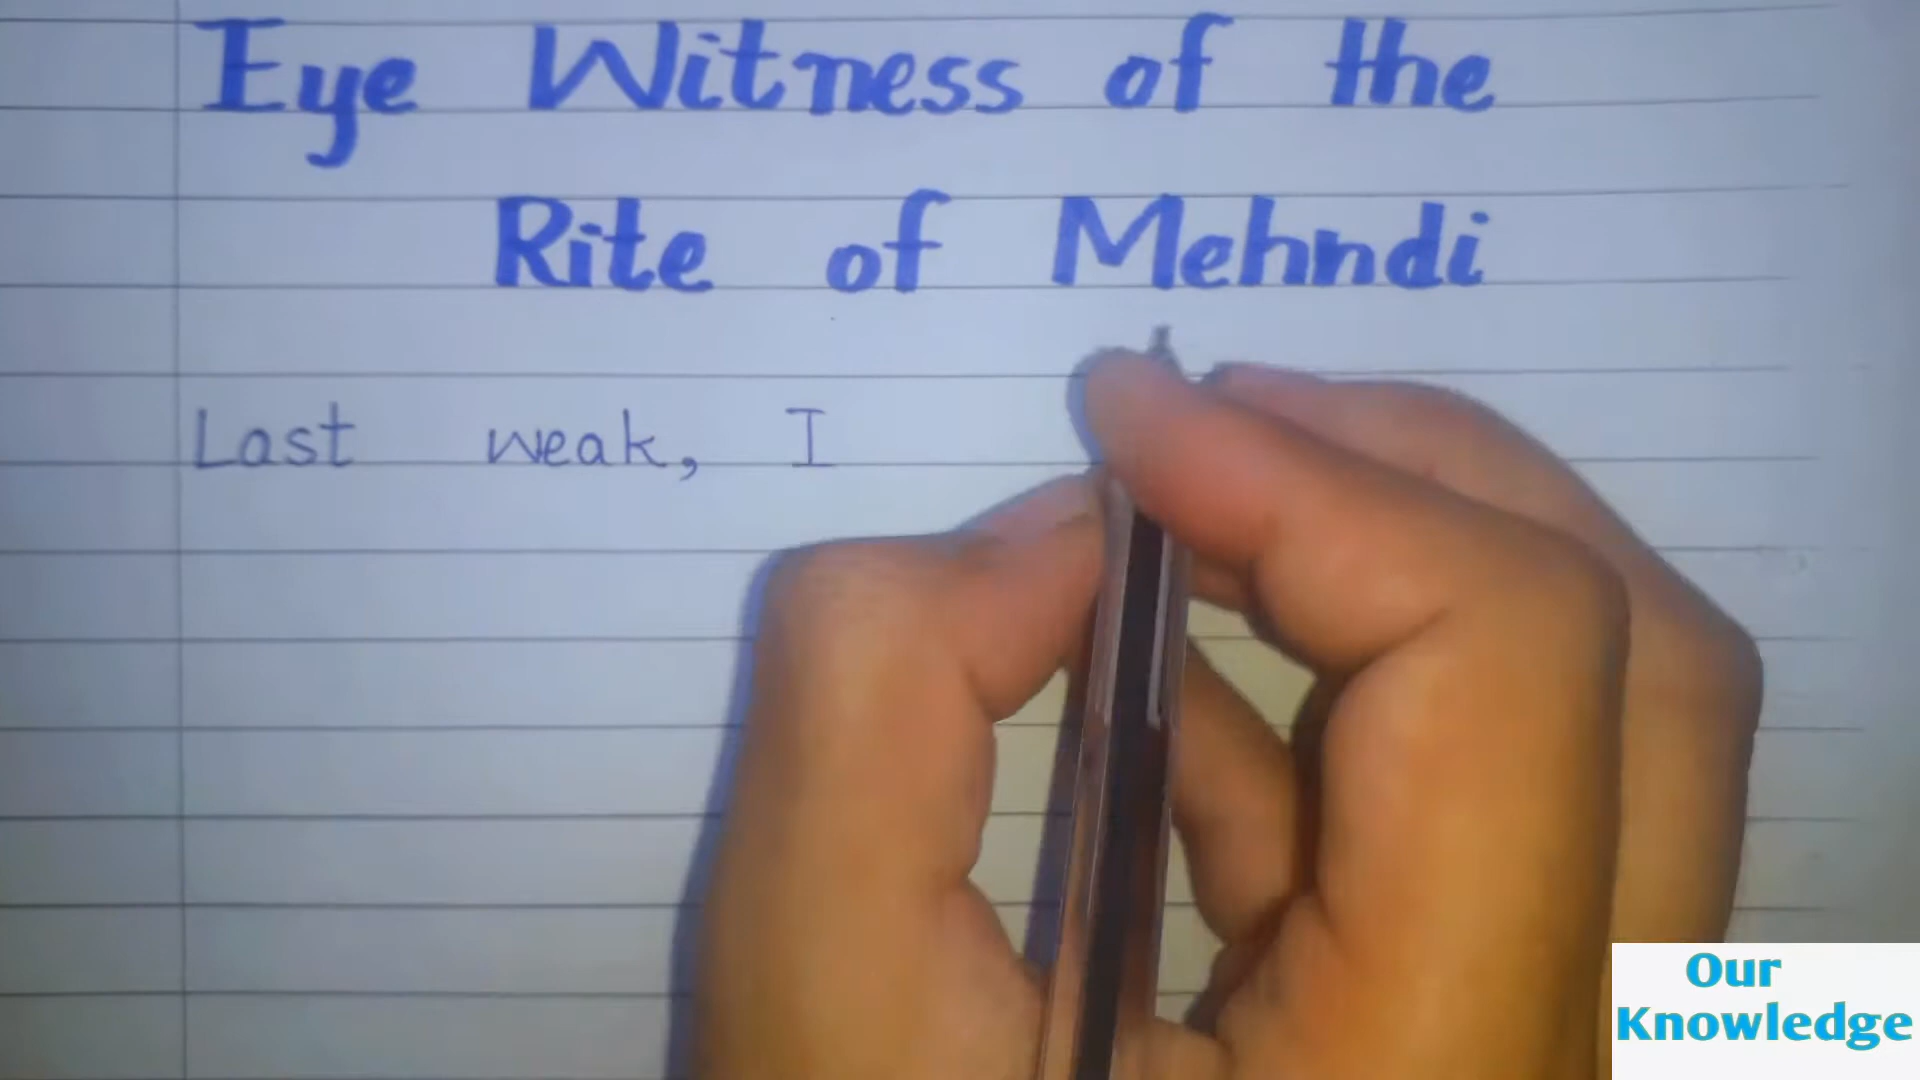 Eye Witness of the
Rite of Mehndi
Last weak, I
Our
Knowledge